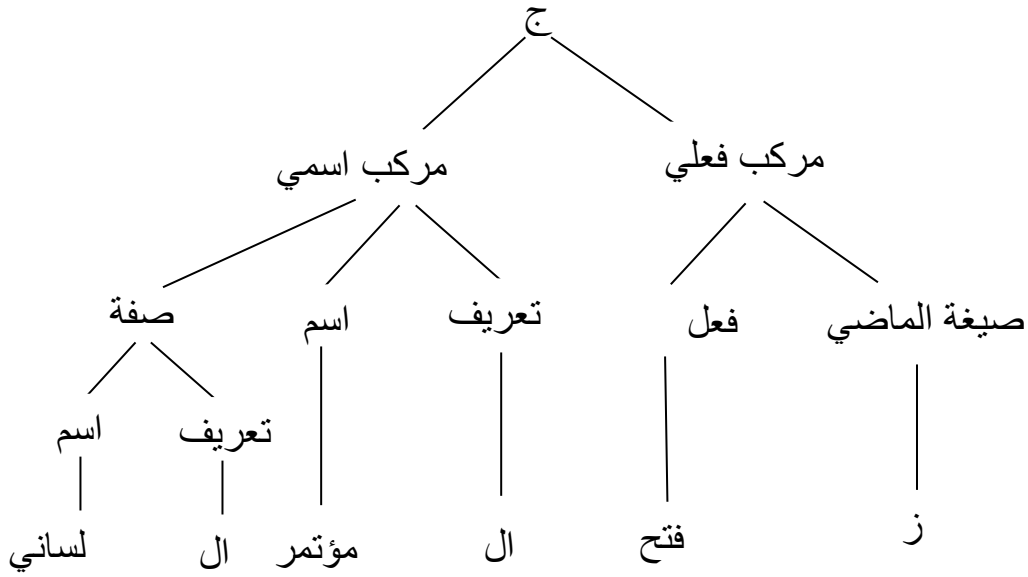 ج
مركب فعلي مركب اسمي
صيغة الماضي فعل تعريف اسم صفة
تعريف اسم
ز فتح ال مؤتمر ال لساني